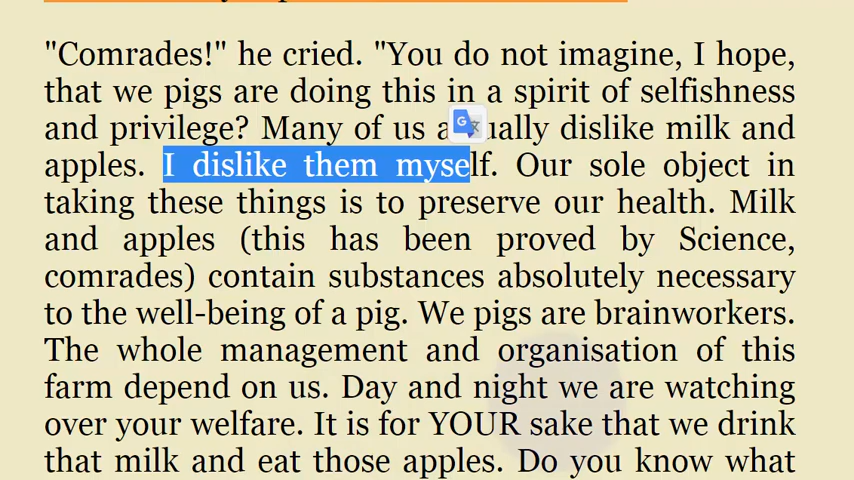 "Comrades!" he cried. "You do not imagine, I hope,
that we pigs are doing this in a spirit of selfishness
and privilege? Many of us actually dislike milk and
apples. I dislike them myself. Our sole object in
taking these things is to preserve our health. Milk
and apples (this has been proved by Science,
comrades) contain substances absolutely necessary
to the well-being of a pig. We pigs are brainworkers.
The whole management and organisation of this
farm depend on us. Day and night we are watching
over your welfare. It is for YOUR sake that we drink
that milk and eat those apples. Do you know what